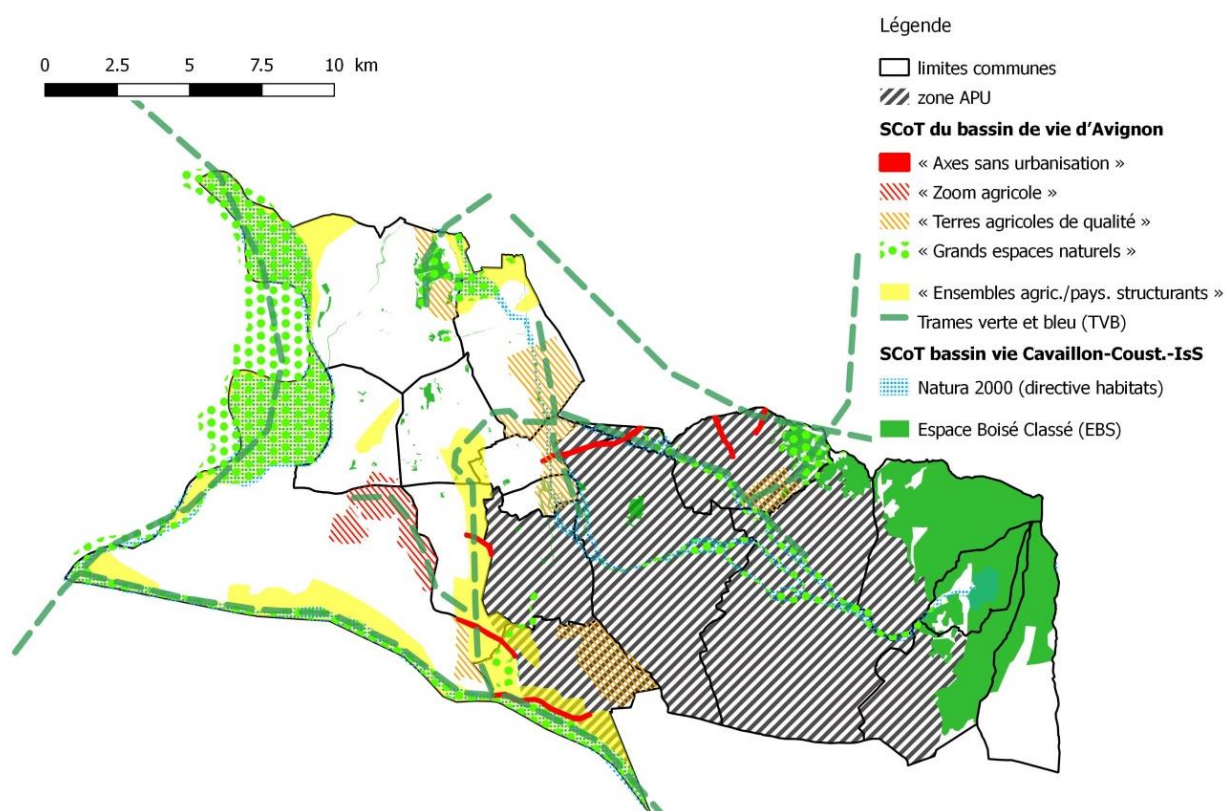 Légende
0 2.5 5 7.5 10 km
limites communes
zone APU
SCoT du bassin de vie d'Avignon
« Axes sans urbanisation »
« Zoom agricole »
« Terres agricoles de qualité »
« Grands espaces naturels »
« Ensembles agric./pays. structurants »
Trames verte et bleu (TVB)
SCoT bassin vie Cavaillon-Coust.-IsS
Natura 2000 (directive habitats)
Espace Boisé Classé (EBS)